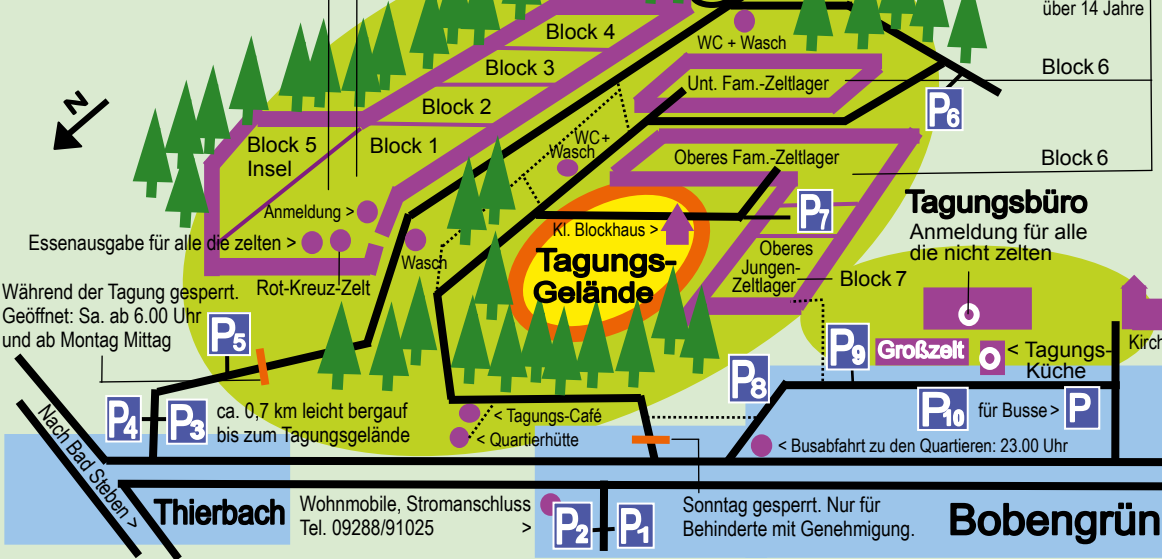 über 14 Jahre
Block 4
WC + Wasch
Block 3
Block 6
Unt. Fam.-Zeltlager
N
Block 2
P6
WC+
Wasch
Block 5
Insel
Block 1
Oberes Fam.-Zeltlager
Block 6
Anmeldung >
P7
Tagungsbüro
Anmeldung für alle
die nicht zelten
Kl. Blockhaus >
Essenausgabe für alle die zelten >
Wasch
Oberes
Jungen-
Zeltlager
Tagungs-
Gelände
Block 7
Rot-Kreuz-Zelt
Während der Tagung gesperrt.
Geöffnet: Sa. ab 6.00 Uhr
und ab Montag Mittag
P5
P9
Großzelt
< Tagungs-
Küche
Kirch
P8
P4
P3
ca. 0,7 km leicht bergauf
bis zum Tagungsgelände
< Tagungs-Café
< Quartierhütte
P10
für Busse >
P
< Busabfahrt zu den Quartieren: 23.00 Uhr
Nach Bad Steben >
Thierbach
Wohnmobile, Stromanschluss
Tel. 09288/91025 >
P2
P1
Sonntag gesperrt. Nur für
Behinderte mit Genehmigung.
Bobengrün